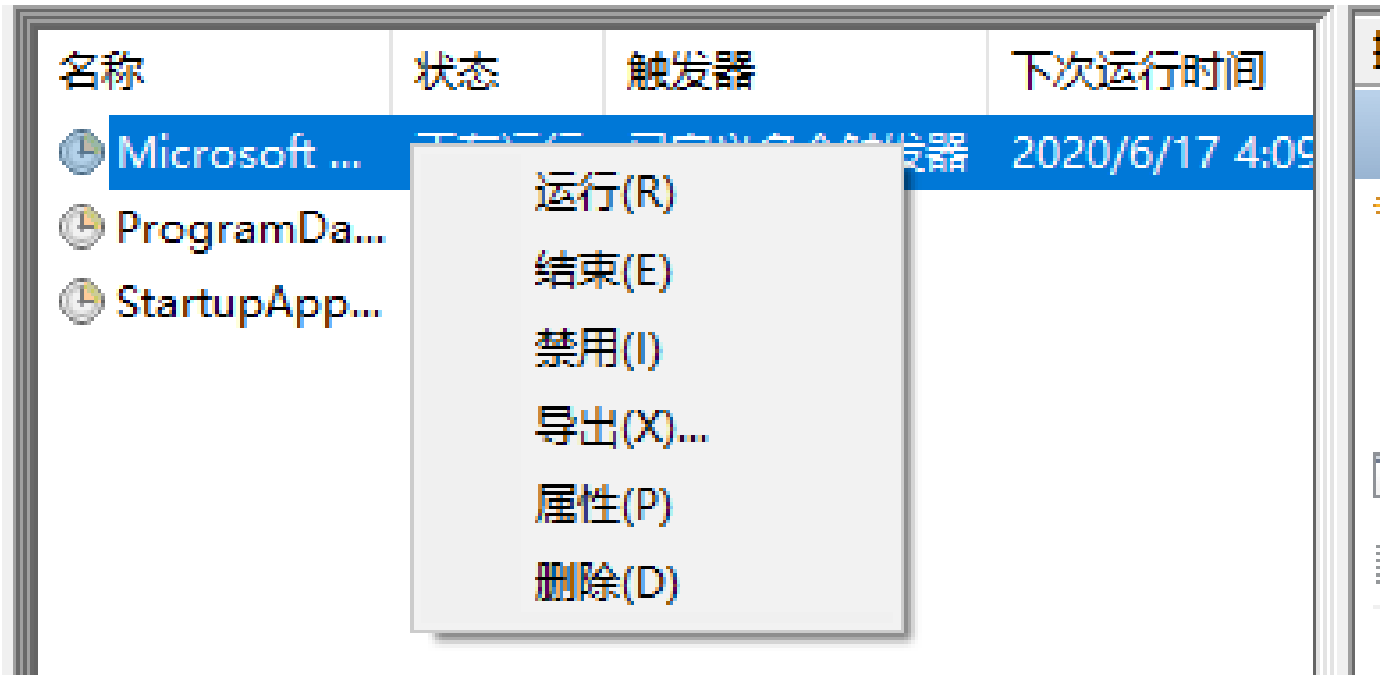 名称 状态 触发器 下次运行时间
Microsoft ... 2020/6/17 4:09
ProgramDa...
StartupApp...
运行(R)
结束(E)
禁用(I)
导出(X)...
属性(P)
删除(D)